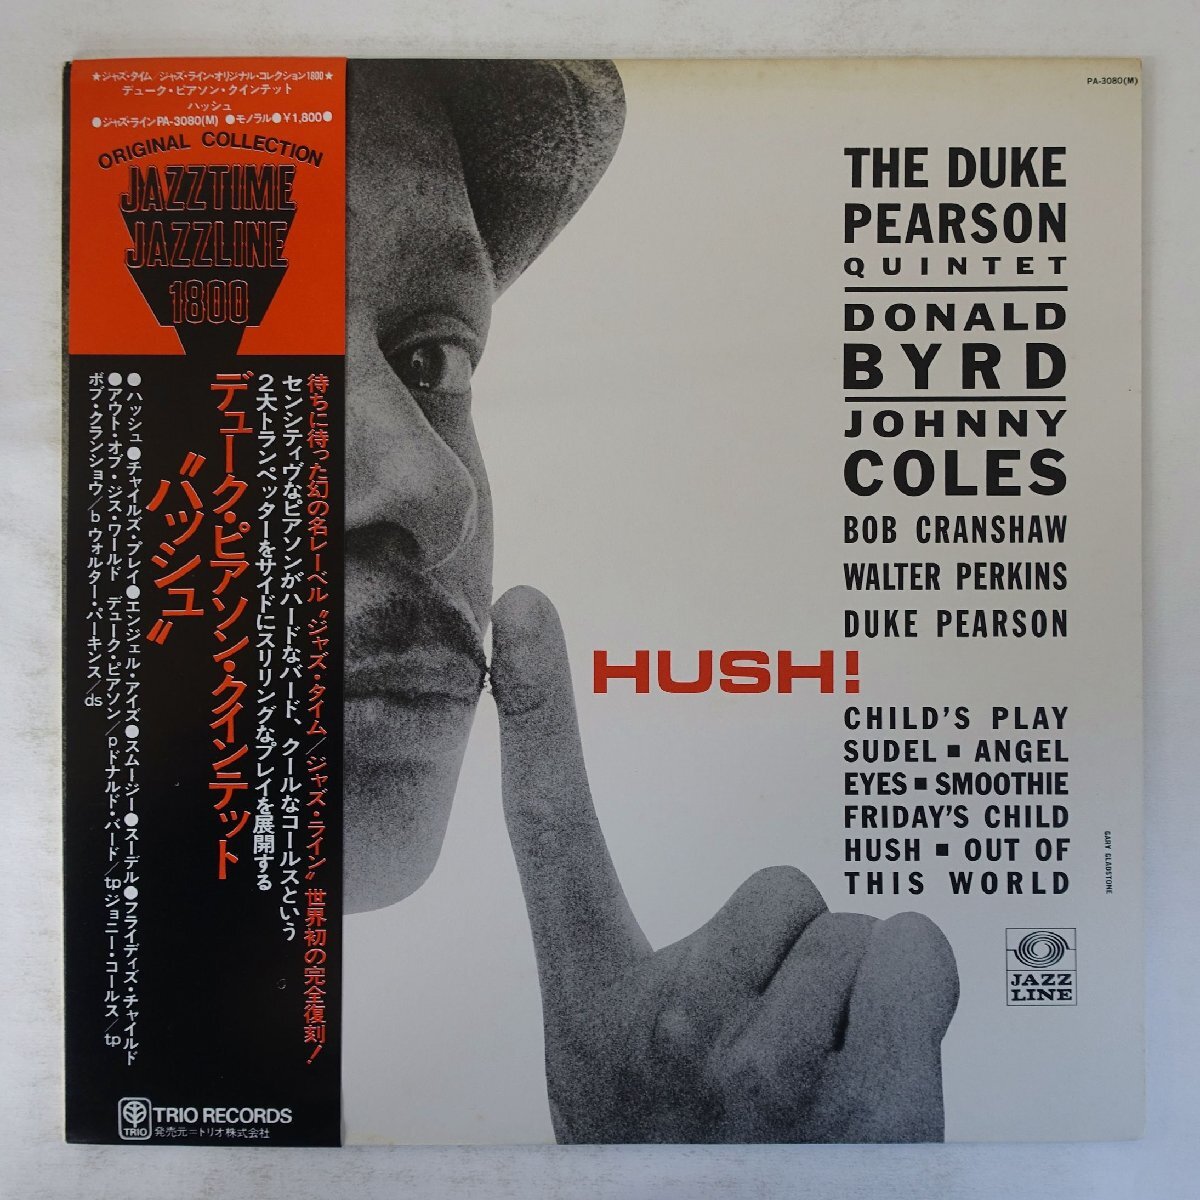 ★ジャズ・タイム/ジャズ・ライン・オリジナル・コレクション1800★
デューク・ピアソン・クインテット
ハッシュ
●ジャズ・ラインPA-3080(M) ●モノラル●¥1,800●
ORIGINAL COLLECTION
JAZZTIME
JAZZLINE
1800
待ちに待った幻の名レーベル“ジャズ・タイム/ジャズ・ライン”世界初の完全復刻!
センシティヴなピアソンがハードなバード、クールなコールスという
2大トランペッターをサイドにスリリングなプレイを展開する
デューク・ピアソン・クインテット
“ハッシュ”
●ハッシュ●チャイルズ・プレイ●エンジェル・アイズ●スムージー●スーデル●フライディズ・チャイルド
●アウト・オブ・ジス・ワールド デューク・ピアソン/p ドナルド・バード/tp ジョニー・コールス/tp
ボブ・クランショウ/b ウォルター・パーキンス/ds
TRIO
TRIO RECORDS
発売元=トリオ株式会社
PA-3080(M)
THE DUKE
PEARSON
QUINTET
DONALD
BYRD
JOHNNY
COLES
BOB CRANSHAW
WALTER PERKINS
DUKE PEARSON
HUSH!
CHILD'S PLAY
SUDEL ■ ANGEL
EYES ■ SMOOTHIE
FRIDAY'S CHILD
HUSH ■ OUT OF
THIS WORLD
GARY GLADSTONE
JAZZ
LINE